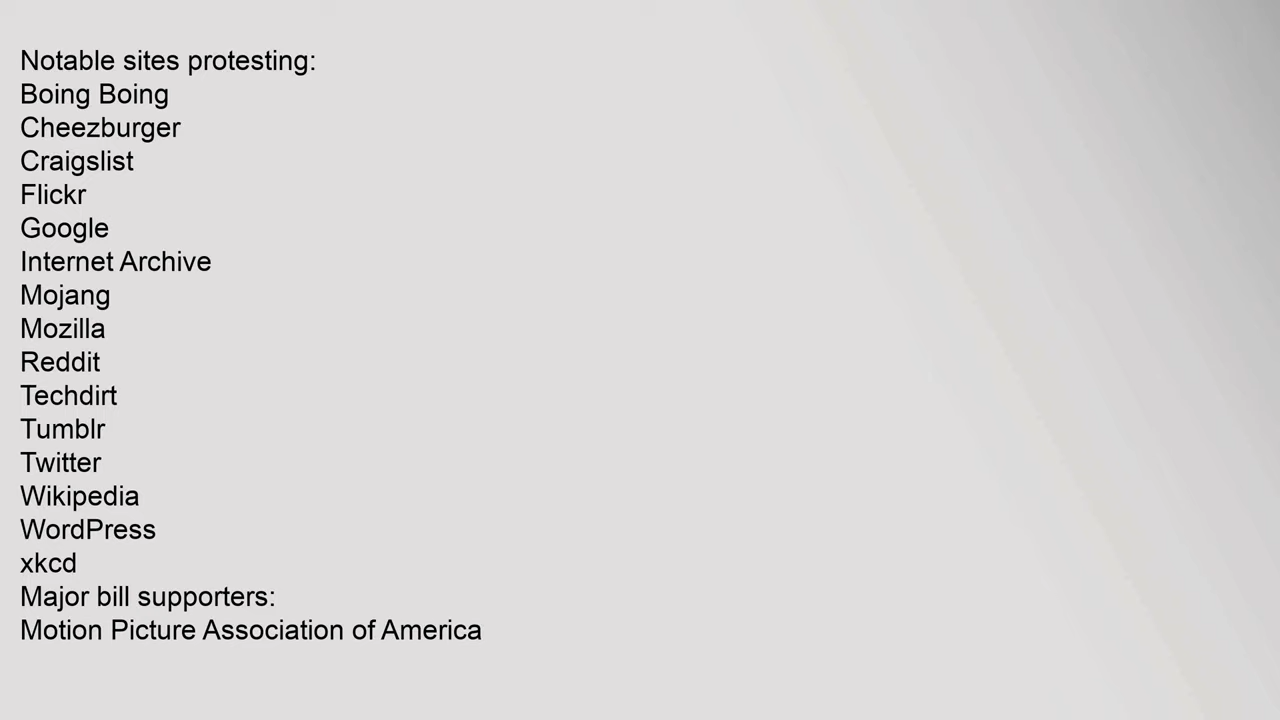 Notable sites protesting:
Boing Boing
Cheezburger
Craigslist
Flickr
Google
Internet Archive
Mojang
Mozilla
Reddit
Techdirt
Tumblr
Twitter
Wikipedia
WordPress
xkcd
Major bill supporters:
Motion Picture Association of America